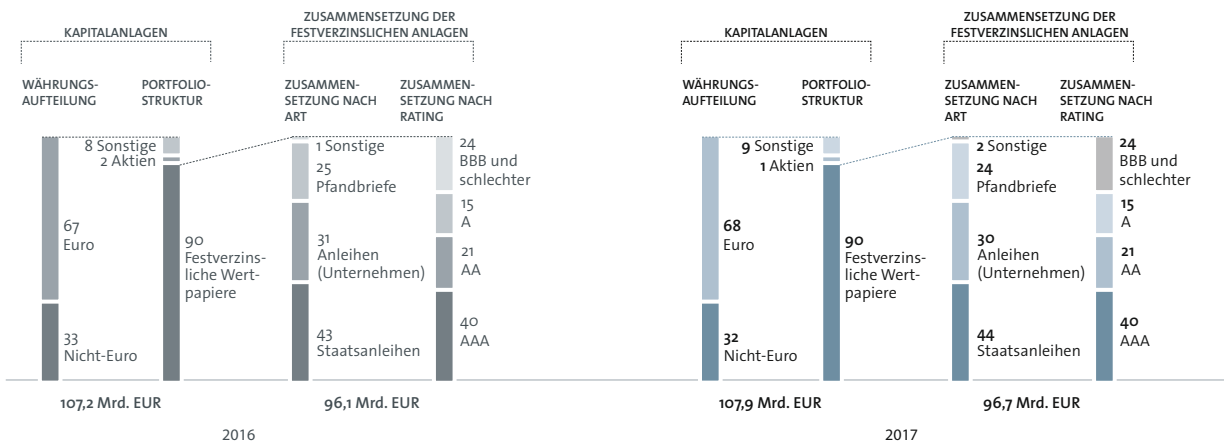 KAPITALANLAGEN
ZUSAMMENSETZUNG DER
FESTVERZINSLICHEN ANLAGEN
WÄHRUNGS-
AUFTEILUNG
PORTFOLIO-
STRUKTUR
ZUSAMMEN-
SETZUNG NACH
ART
ZUSAMMEN-
SETZUNG NACH
RATING
67
Euro
33
Nicht-Euro
8 Sonstige
2 Aktien
90
Festverzins-
liche Wert-
papiere
1 Sonstige
25
Pfandbriefe
31
Anleihen
(Unternehmen)
43
Staatsanleihen
24
BBB und
schlechter
15
A
21
AA
40
AAA
107,2 Mrd. EUR
96,1 Mrd. EUR
2016
KAPITALANLAGEN
ZUSAMMENSETZUNG DER
FESTVERZINSLICHEN ANLAGEN
WÄHRUNGS-
AUFTEILUNG
PORTFOLIO-
STRUKTUR
ZUSAMMEN-
SETZUNG NACH
ART
ZUSAMMEN-
SETZUNG NACH
RATING
68
Euro
32
Nicht-Euro
9 Sonstige
1 Aktien
90
Festverzins-
liche Wert-
papiere
2 Sonstige
24
Pfandbriefe
30
Anleihen
(Unternehmen)
44
Staatsanleihen
24
BBB und
schlechter
15
A
21
AA
40
AAA
107,9 Mrd. EUR
96,7 Mrd. EUR
2017